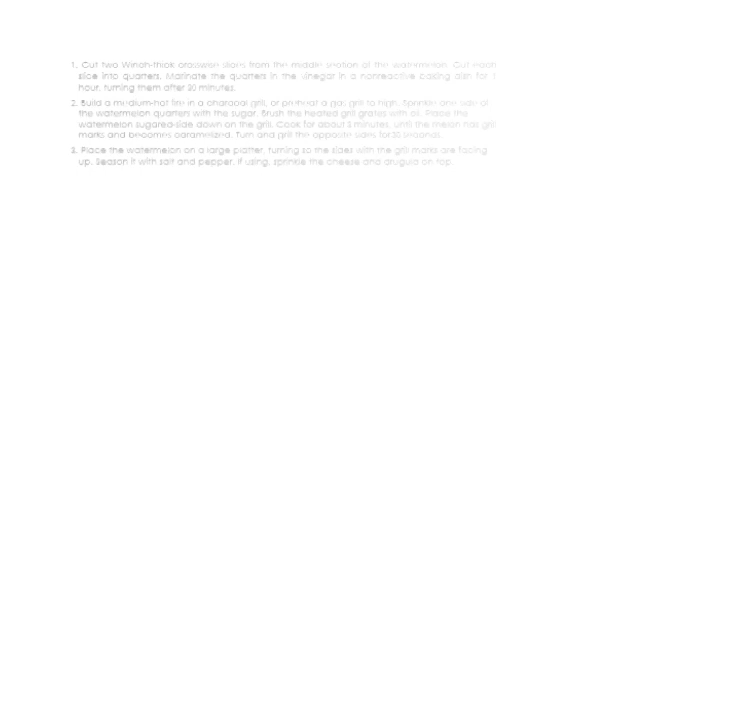 1. Cut two Winch-thick crosswise slices from the middle section of the watermelon. Cut each
slice into quarters. Marinate the quarters in the vinegar in a nonreactive baking dish for 1
hour, turning them after 30 minutes.
2. Build a medium-hot fire in a charcoal grill, or preheat a gas grill to high. Sprinkle one side of
the watermelon quarters with the sugar. Brush the heated grill grates with oil. Place the
watermelon sugared-side down on the grill. Cook for about 2 minutes, until the melon has grill
marks and becomes caramelized. Turn and grill the opposite sides for 30 seconds.
3. Place the watermelon on a large platter, turning so the sides with the grill marks are facing
up. Season it with salt and pepper. If using, sprinkle the cheese and arugula on top.